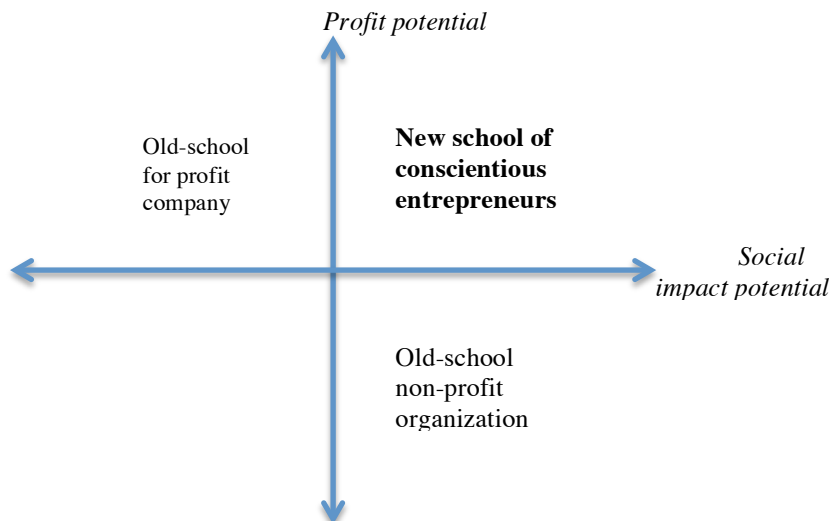 Profit potential
Old-school
for profit
company
New school of
conscientious
entrepreneurs
Social
impact potential
Old-school
non-profit
organization